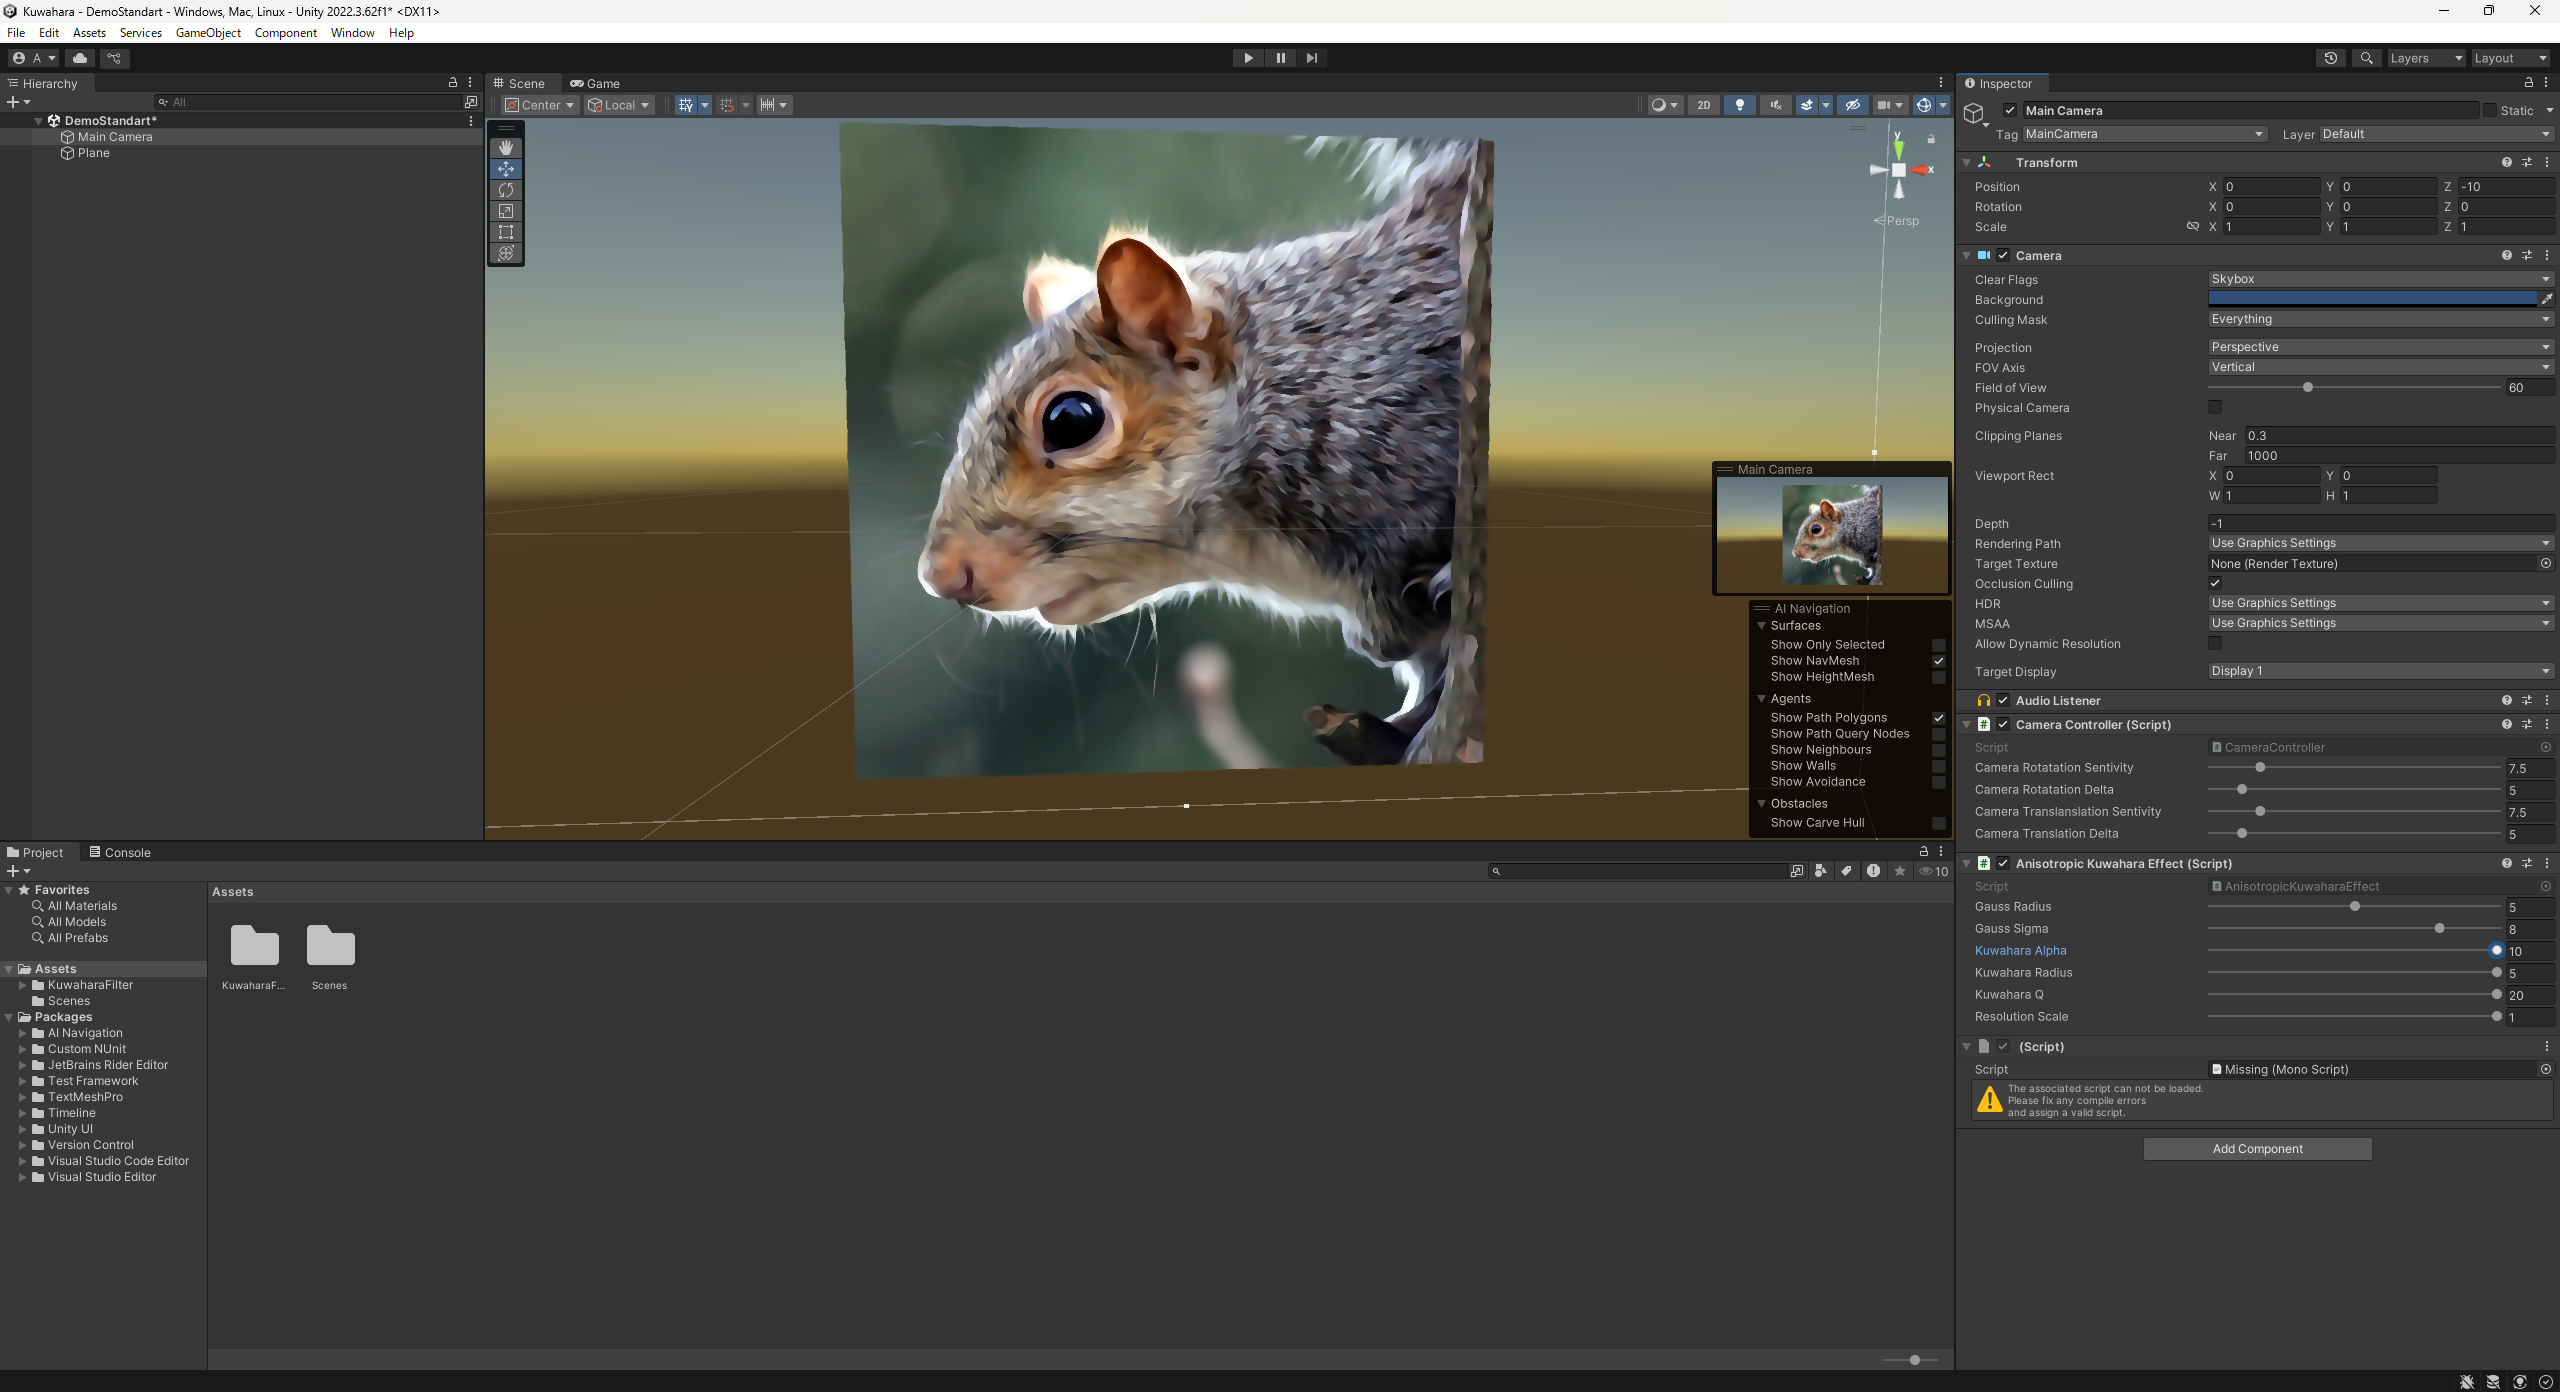 Kuwahara - DemoStandart - Windows, Mac, Linux - Unity 2022.3.62f1* <DX11>
File Edit Assets Services GameObject Component Window Help
A
Layers Layout
Hierarchy
All
DemoStandart*
Main Camera
Plane
Scene Game
Center Local 2D
y
x
Persp
Main Camera
AI Navigation
Surfaces
Show Only Selected
Show NavMesh
Show HeightMesh
Agents
Show Path Polygons
Show Path Query Nodes
Show Neighbours
Show Walls
Show Avoidance
Obstacles
Show Carve Hull
Project Console
10
Favorites
All Materials
All Models
All Prefabs
Assets
KuwaharaFilter
Scenes
Packages
AI Navigation
Custom NUnit
JetBrains Rider Editor
Test Framework
TextMeshPro
Timeline
Unity UI
Version Control
Visual Studio Code Editor
Visual Studio Editor
Assets
KuwaharaF...
Scenes
Inspector
Main Camera Static
Tag MainCamera Layer Default
Transform
Position X 0 Y 0 Z -10
Rotation X 0 Y 0 Z 0
Scale X 1 Y 1 Z 1
Camera
Clear Flags Skybox
Background
Culling Mask Everything
Projection Perspective
FOV Axis Vertical
Field of View 60
Physical Camera
Clipping Planes Near 0.3
Far 1000
Viewport Rect X 0 Y 0
W 1 H 1
Depth -1
Rendering Path Use Graphics Settings
Target Texture None (Render Texture)
Occlusion Culling
HDR Use Graphics Settings
MSAA Use Graphics Settings
Allow Dynamic Resolution
Target Display Display 1
Audio Listener
Camera Controller (Script)
Script CameraController
Camera Rotatation Sentivity 7.5
Camera Rotatation Delta 5
Camera Translanslation Sentivity 7.5
Camera Translation Delta 5
Anisotropic Kuwahara Effect (Script)
Script AnisotropicKuwaharaEffect
Gauss Radius 5
Gauss Sigma 8
Kuwahara Alpha 10
Kuwahara Radius 5
Kuwahara Q 20
Resolution Scale 1
(Script)
Script Missing (Mono Script)
The associated script can not be loaded.
Please fix any compile errors
and assign a valid script.
Add Component